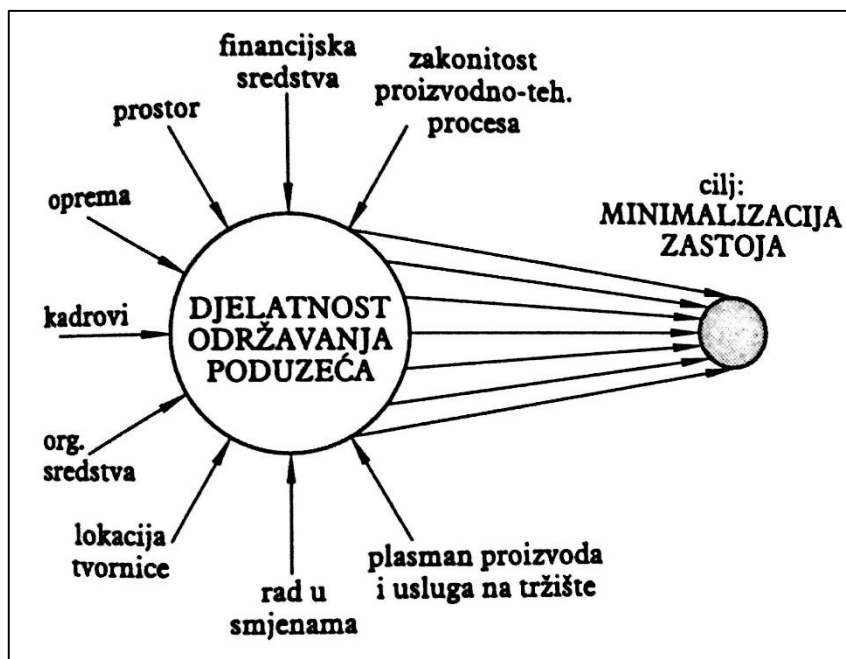 financijska
sredstva
zakonitost
proizvodno-teh.
procesa
prostor
oprema
kadrovi
org.
sredstva
lokacija
tvornice
rad u
smjenama
plasman proizvoda
i usluga na tržište
DJELATNOST
ODRŽAVANJA
PODUZEĆA
cilj:
MINIMALIZACIJA
ZASTOJA